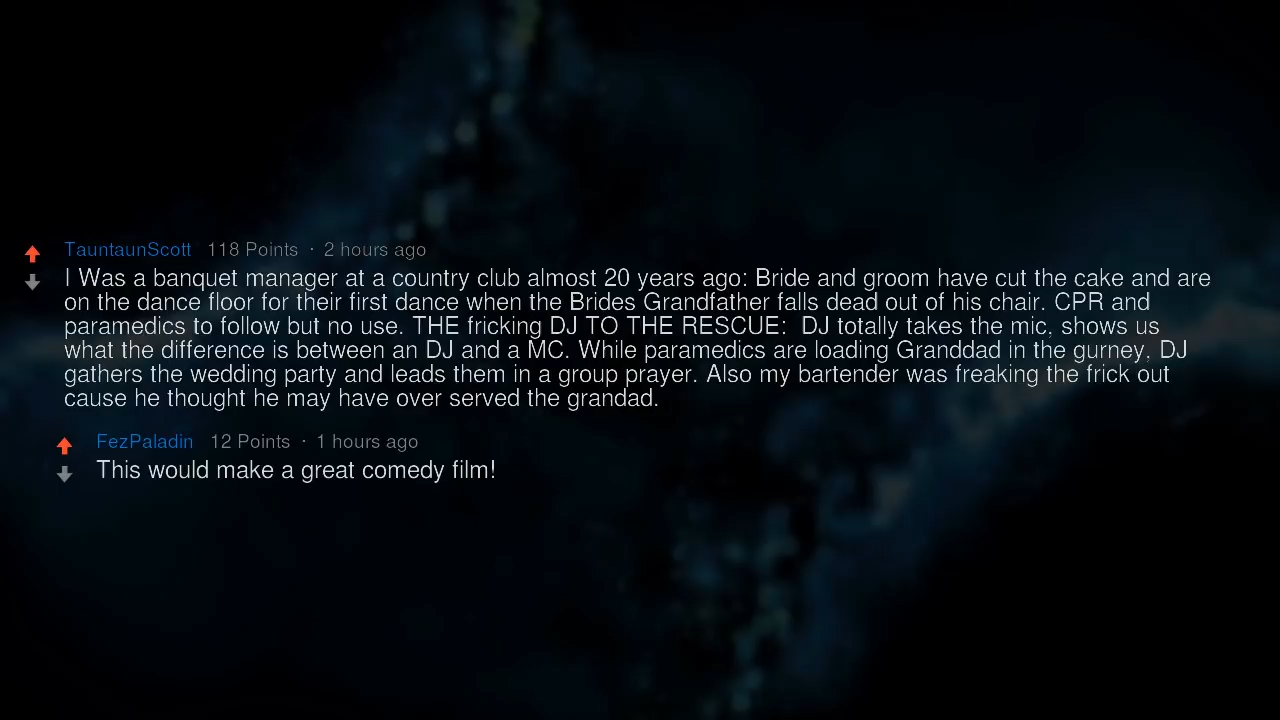 TauntaunScott 118 Points · 2 hours ago
I Was a banquet manager at a country club almost 20 years ago: Bride and groom have cut the cake and are
on the dance floor for their first dance when the Brides Grandfather falls dead out of his chair. CPR and
paramedics to follow but no use. THE fricking DJ TO THE RESCUE:  DJ totally takes the mic, shows us
what the difference is between an DJ and a MC. While paramedics are loading Granddad in the gurney, DJ
gathers the wedding party and leads them in a group prayer. Also my bartender was freaking the frick out
cause he thought he may have over served the grandad.
FezPaladin 12 Points · 1 hours ago
This would make a great comedy film!